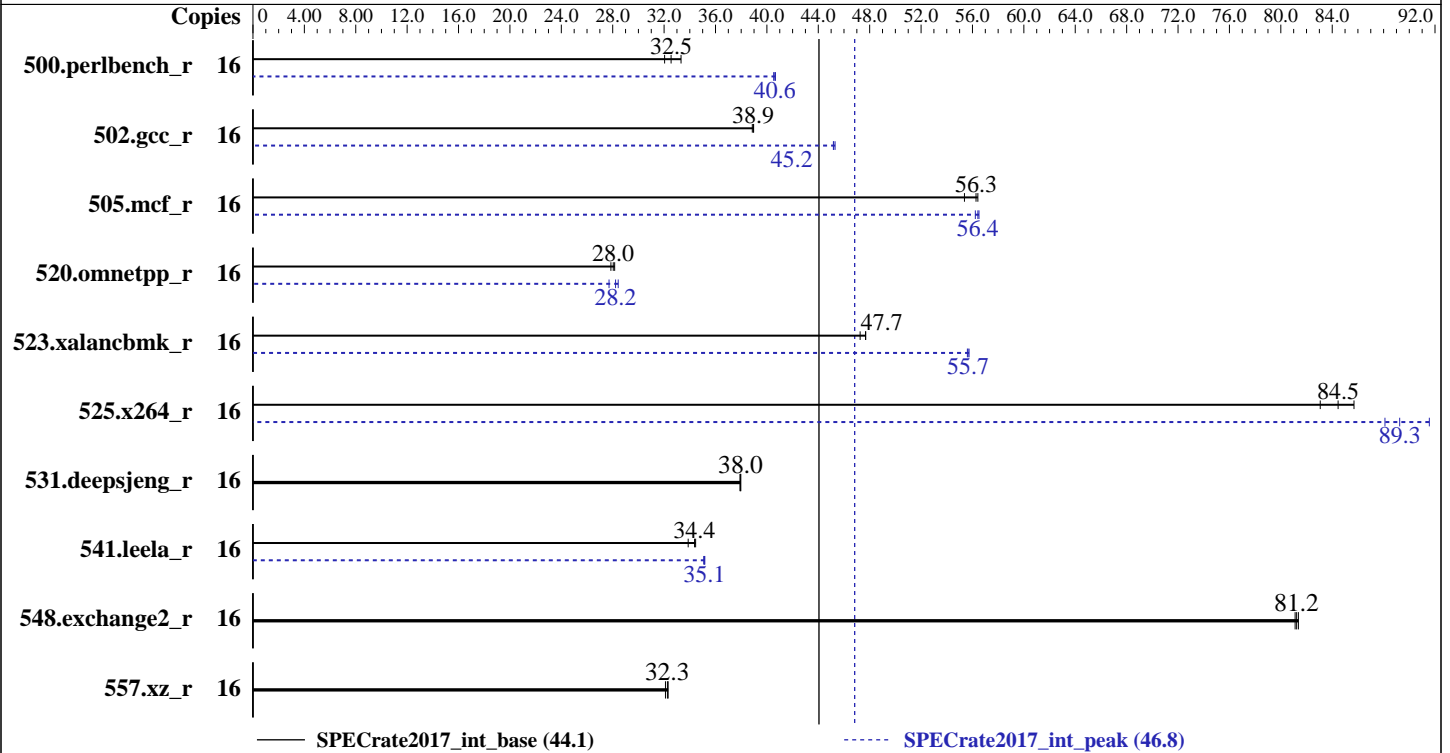 Copies 0 4.00 8.00 12.0 16.0 20.0 24.0 28.0 32.0 36.0 40.0 44.0 48.0 52.0 56.0 60.0 64.0 68.0 72.0 76.0 80.0 84.0 92.0
32.5
500.perlbench_r 16
40.6
38.9
502.gcc_r 16
45.2
56.3
505.mcf_r 16
56.4
28.0
520.omnetpp_r 16
28.2
47.7
523.xalancbmk_r 16
55.7
84.5
525.x264_r 16
89.3
38.0
531.deepsjeng_r 16
34.4
541.leela_r 16
35.1
81.2
548.exchange2_r 16
32.3
557.xz_r 16
SPECrate2017_int_base (44.1) SPECrate2017_int_peak (46.8)